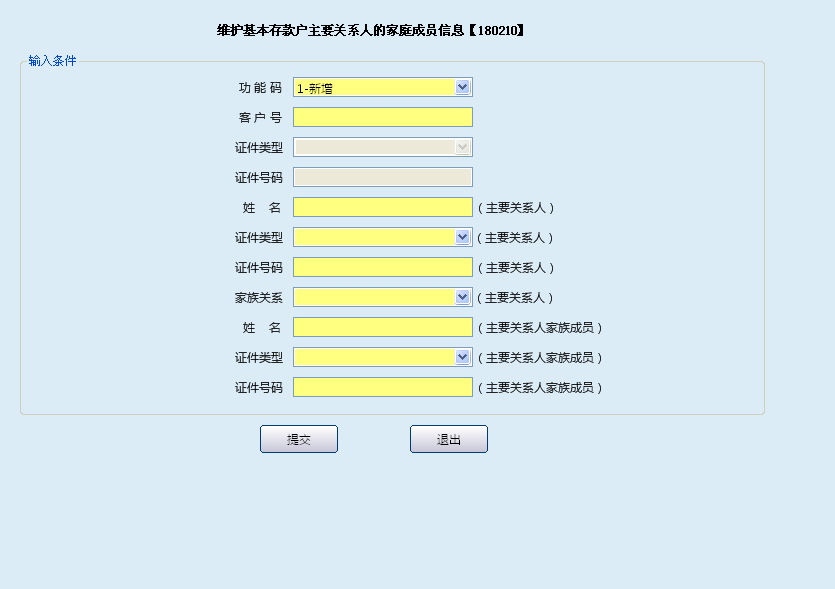 维护基本存款户主要关系人的家庭成员信息【180210】
输入条件
功 能 码 1-新增
客 户 号
证件类型
证件号码
姓 名 （主要关系人）
证件类型 （主要关系人）
证件号码 （主要关系人）
家族关系 （主要关系人）
姓 名 （主要关系人家族成员）
证件类型 （主要关系人家族成员）
证件号码 （主要关系人家族成员）
提交 退出